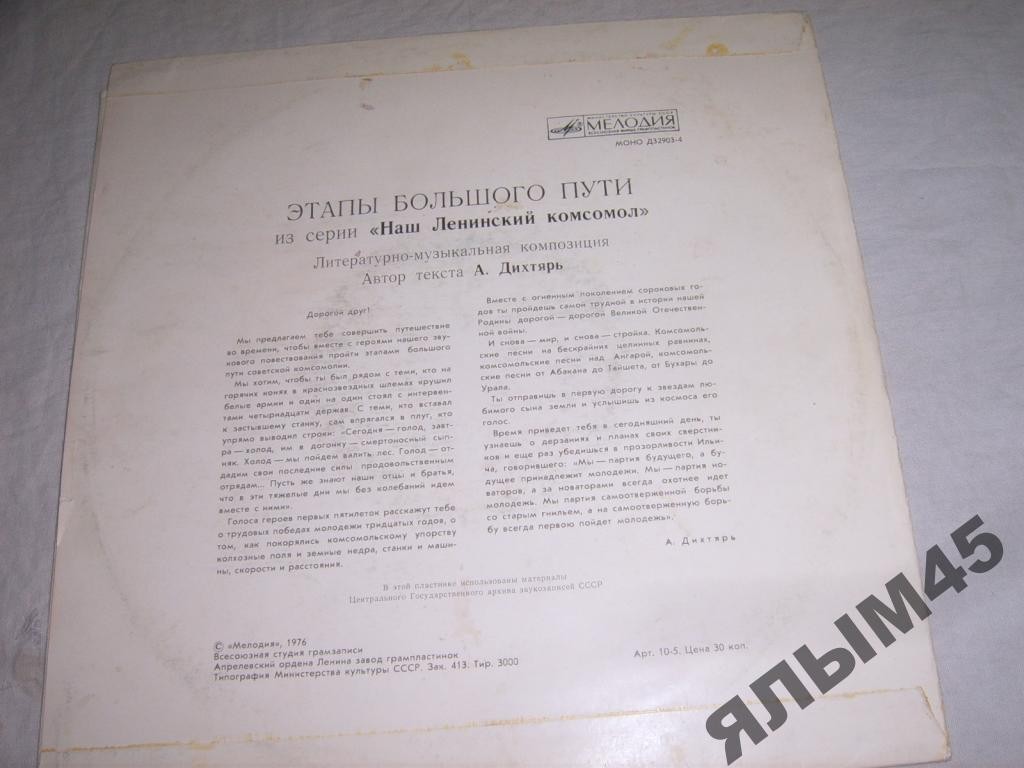 МИНИСТЕРСТВО КУЛЬТУРЫ СССР
МЕЛОДИЯ
ВСЕСОЮЗНАЯ ФИРМА ГРАМПЛАСТИНОК
МОНО Д32903-4
ЭТАПЫ БОЛЬШОГО ПУТИ
из серии «Наш Ленинский комсомол»
Литературно-музыкальная композиция
Автор текста А. Дихтярь
Дорогой друг!
Мы предлагаем тебе совершить путешествие
во времени, чтобы вместе с героями нашего зву-
кового повествования пройти этапами большого
пути советской комсомолии.
Мы хотим, чтобы ты был рядом с теми, кто на
горячих конях в краснозвездных шлемах крушил
белые армии и один на один стоял с интервен-
тами четырнадцати держав. С теми, кто вставал
к застывшему станку, сам впрягался в плуг, кто
упрямо выводил строки: «Сегодня — голод, завт-
ра — холод, им в догонку — смертоносный сып-
няк. Холод — мы пойдем валить лес. Голод — от-
дадим свои последние силы продовольственным
отрядам... Пусть же знают наши отцы и братья,
что в эти тяжелые дни мы без колебаний идем
вместе с ними».
Голоса героев первых пятилеток расскажут тебе
о трудовых победах молодежи тридцатых годов, о
том, как покорялись комсомольскому упорству
колхозные поля и земные недра, станки и маши-
ны, скорости и расстояния.
Вместе с огненным поколением сороковых го-
дов ты пройдешь самой трудной в истории нашей
Родины дорогой — дорогой Великой Отечествен-
ной войны.
И снова — мир, и снова — стройка. Комсомоль-
ские песни на бескрайних целинных равнинах,
комсомольские песни над Ангарой, комсомоль-
ские песни от Абакана до Тайшета, от Бухары до
Урала.
Ты отправишь в первую дорогу к звездам лю-
бимого сына земли и услышишь из космоса его
голос.
Время приведет тебя в сегодняшний день, ты
узнаешь о дерзаниях и планах своих сверстни-
ков и еще раз убедишься в прозорливости Ильи-
ча, говорившего: «Мы — партия будущего, а бу-
дущее принадлежит молодежи. Мы — партия но-
ваторов, а за новаторами всегда охотнее идет
молодежь. Мы партия самоотверженной борьбы
со старым гнильем, а на самоотверженную борь-
бу всегда первою пойдет молодежь».
А. Дихтярь
В этой пластинке использованы материалы
Центрального Государственного архива звукозаписей СССР
© «Мелодия», 1976
Всесоюзная студия грамзаписи
Апрелевский ордена Ленина завод грампластинок
Типография Министерства культуры СССР. Зак. 413. Тир. 3000
Арт. 10-5. Цена 30 коп.
ЯЛЫМ45